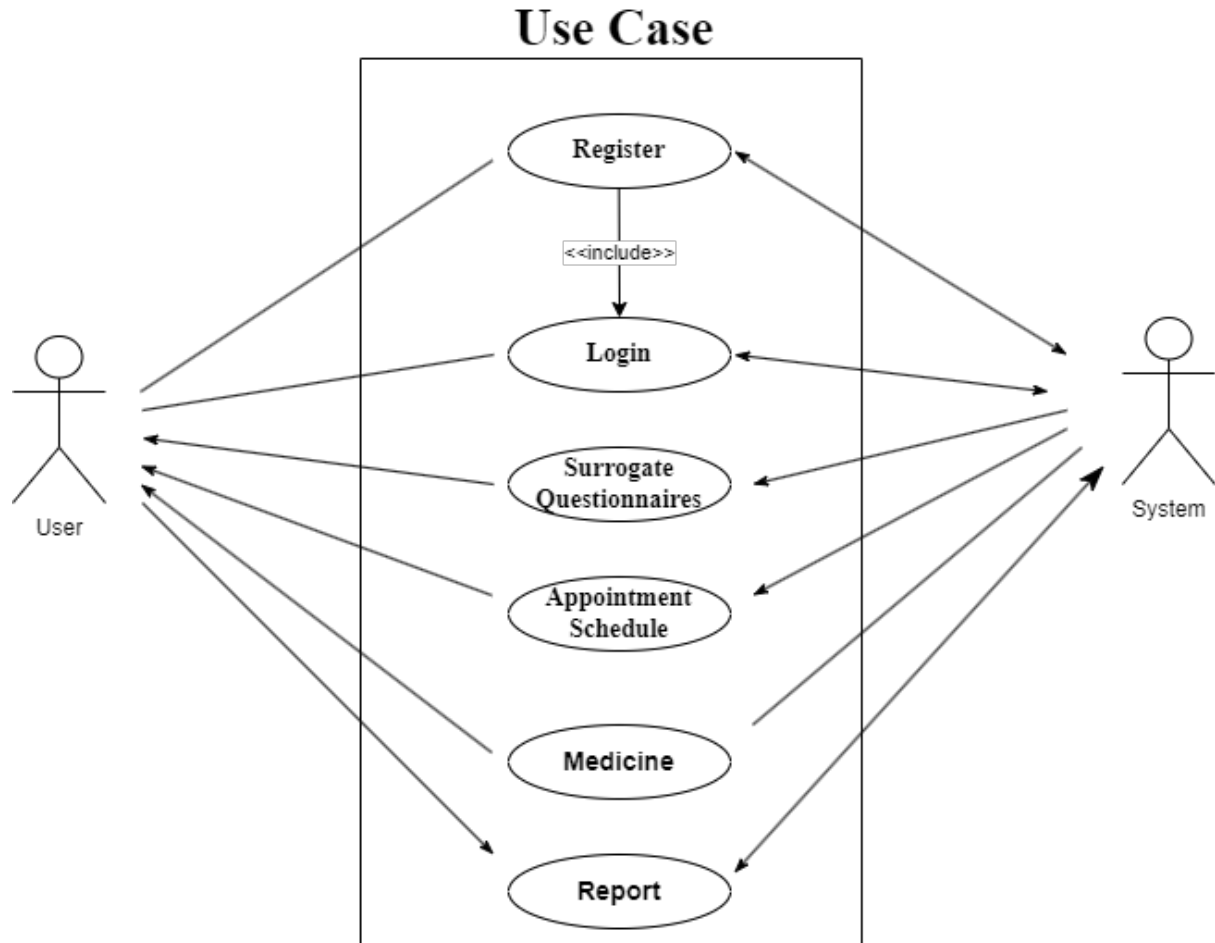 Use Case
Register
<<include>>
Login
Surrogate
Questionnaires
User
System
Appointment
Schedule
Medicine
Report